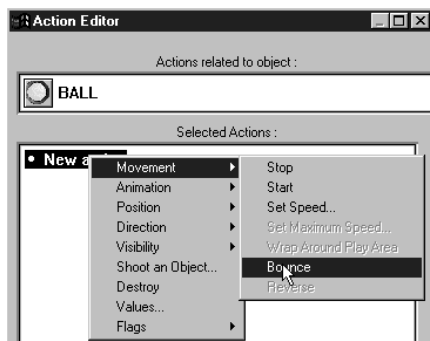 Action Editor
Actions related to object :
BALL
Selected Actions :
• New a
Movement
Animation
Position
Direction
Visibility
Shoot an Object...
Destroy
Values...
Flags
Stop
Start
Set Speed...
Set Maximum Speed...
Wrap Around Play Area
Bounce
Reverse